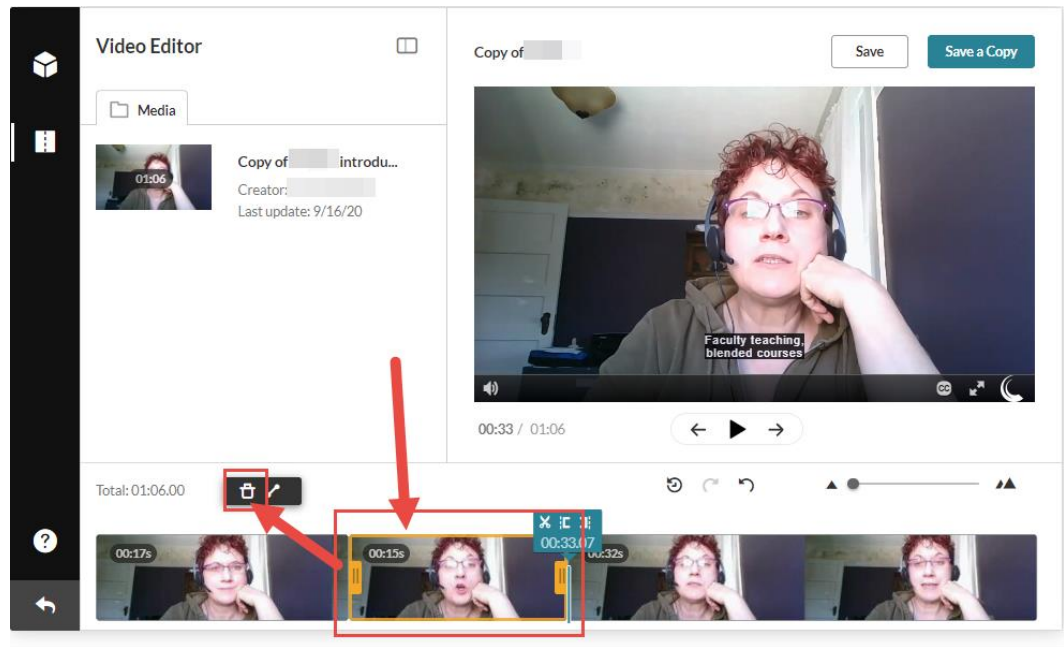 Video Editor
Copy of
Save
Save a Copy
Media
01:06
Copy of introdu...
Creator:
Last update: 9/16/20
Faculty teaching,
blended courses
CC
00:33 / 01:06
Total: 01:06.00
00:33.07
00:17s
00:15s
00:32s
?